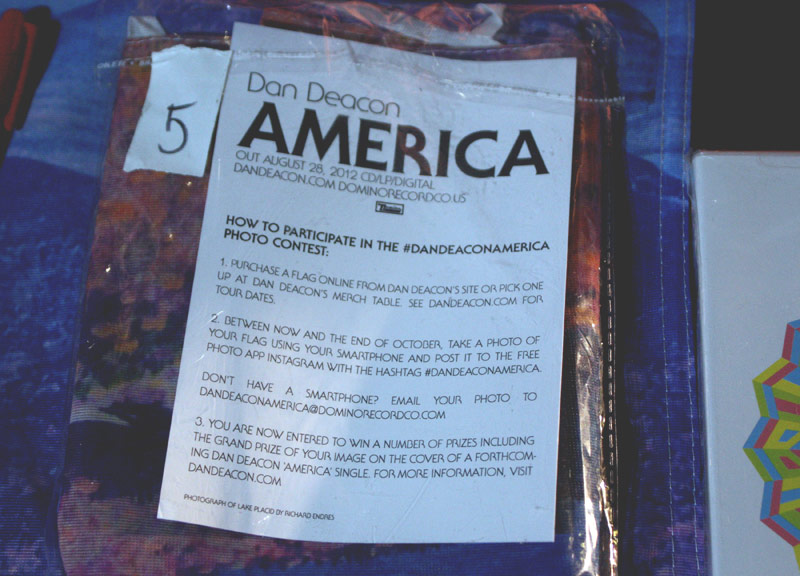 5
Dan Deacon
AMERICA
OUT AUGUST 28, 2012 CD/LP/DIGITAL
DANDEACON.COM DOMINORECORDCO.US
Domino
HOW TO PARTICIPATE IN THE #DANDEACONAMERICA
PHOTO CONTEST:
1. PURCHASE A FLAG ONLINE FROM DAN DEACON'S SITE OR PICK ONE
UP AT DAN DEACON'S MERCH TABLE. SEE DANDEACON.COM FOR
TOUR DATES.
2. BETWEEN NOW AND THE END OF OCTOBER, TAKE A PHOTO OF
YOUR FLAG USING YOUR SMARTPHONE AND POST IT TO THE FREE
PHOTO APP INSTAGRAM WITH THE HASHTAG #DANDEACONAMERICA.
DON'T HAVE A SMARTPHONE? EMAIL YOUR PHOTO TO
DANDEACONAMERICA@DOMINORECORDCO.COM
3. YOU ARE NOW ENTERED TO WIN A NUMBER OF PRIZES INCLUDING
THE GRAND PRIZE OF YOUR IMAGE ON THE COVER OF A FORTHCOM-
ING DAN DEACON 'AMERICA' SINGLE. FOR MORE INFORMATION, VISIT
DANDEACON.COM
PHOTOGRAPH OF LAKE PLACID BY RICHARD ENDRES